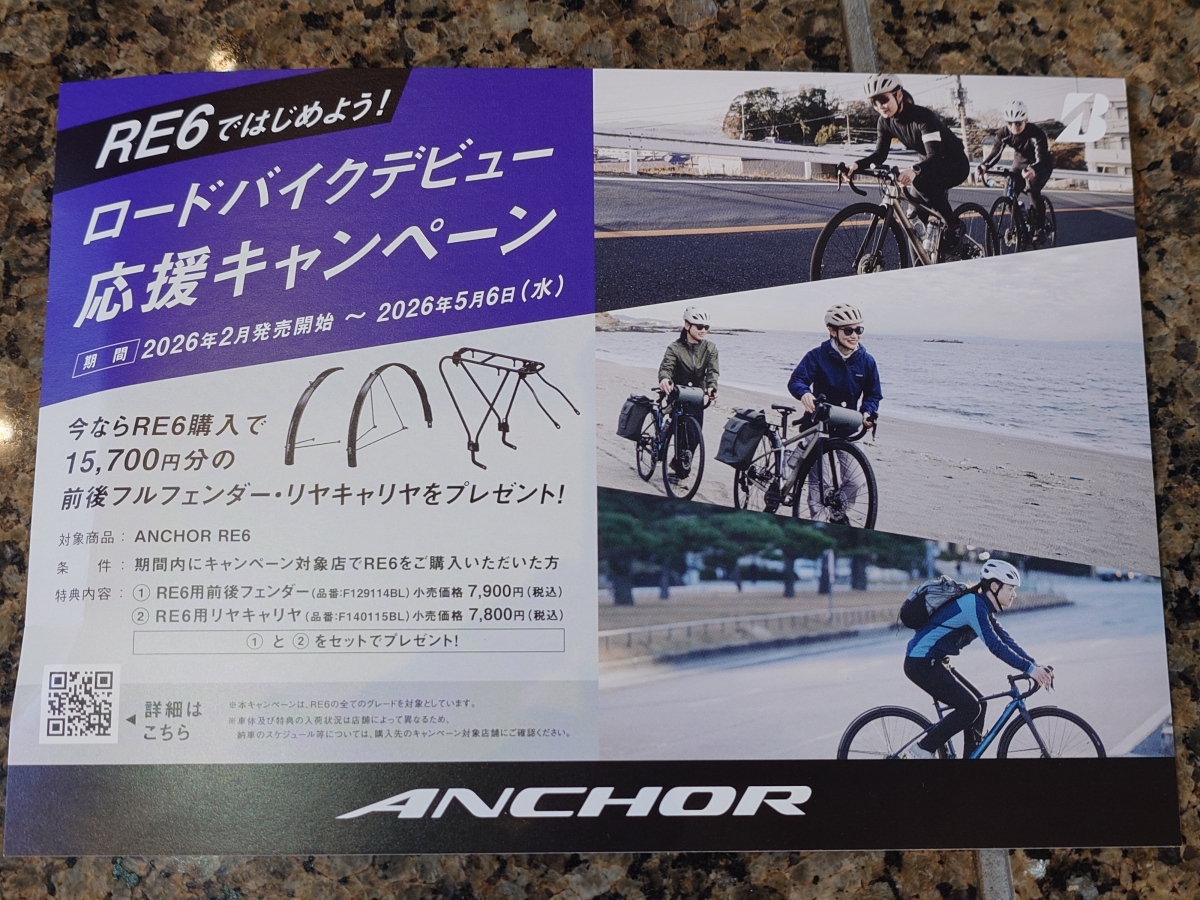 RE6ではじめよう!
ロードバイクデビュー
応援キャンペーン
期間 2026年2月発売開始 ～ 2026年5月6日(水)
今ならRE6購入で
15,700円分の
前後フルフェンダー・リヤキャリヤをプレゼント!
対象商品： ANCHOR RE6
条 件： 期間内にキャンペーン対象店でRE6をご購入いただいた方
特典内容： ① RE6用前後フェンダー(品番:F129114BL) 小売価格 7,900円(税込)
② RE6用リヤキャリヤ(品番:F140115BL) 小売価格 7,800円(税込)
① と ② をセットでプレゼント!
◀ 詳細は
こちら
※本キャンペーンは、RE6の全てのグレードを対象としています。
※車体及び特典の入荷状況は店舗によって異なるため、
納車のスケジュール等については、購入先のキャンペーン対象店舗にご確認ください。
B
ANCHOR